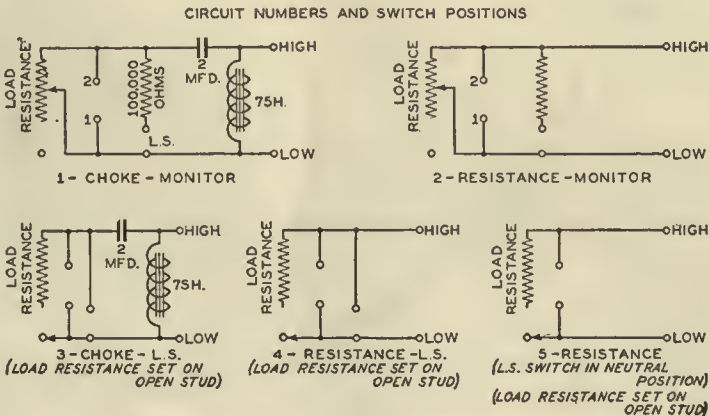 CIRCUIT NUMBERS AND SWITCH POSITIONS
LOAD
RESISTANCE
2
1
100,000
OHMS
L.S.
2
MFD.
75H.
HIGH
LOW
1- CHOKE-MONITOR
LOAD
RESISTANCE
2
1
HIGH
LOW
2-RESISTANCE-MONITOR
LOAD
RESISTANCE
2
MFD.
75H.
HIGH
LOW
3-CHOKE-L.S.
(LOAD RESISTANCE SET ON
OPEN STUD)
LOAD
RESISTANCE
HIGH
LOW
4- RESISTANCE-L.S.
(LOAD RESISTANCE SET ON
OPEN STUD)
LOAD
RESISTANCE
HIGH
LOW
5-RESISTANCE
(L.S. SWITCH IN NEUTRAL
POSITION)
(LOAD RESISTANCE SET ON
OPEN STUD)